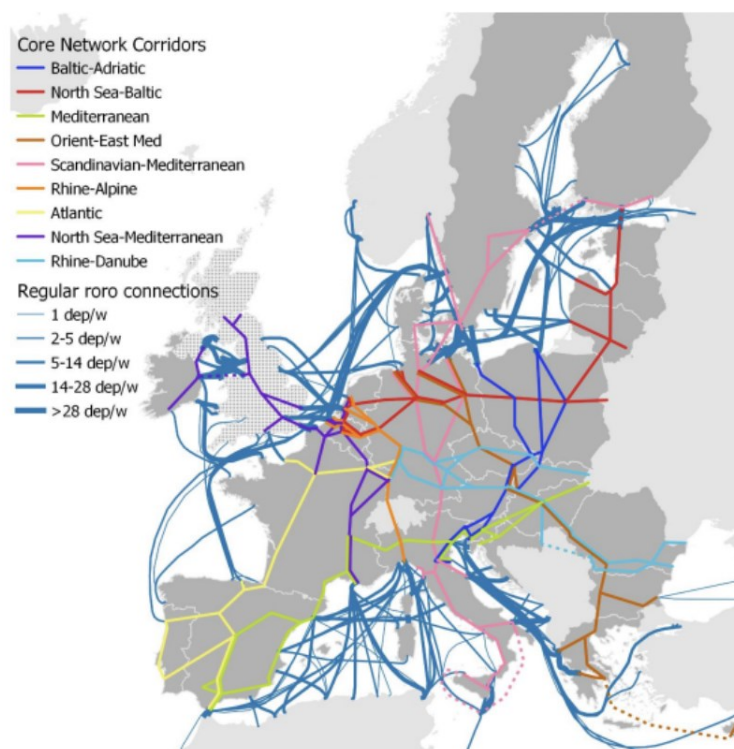 Core Network Corridors
Baltic-Adriatic
North Sea-Baltic
Mediterranean
Orient-East Med
Scandinavian-Mediterranean
Rhine-Alpine
Atlantic
North Sea-Mediterranean
Rhine-Danube
Regular roro connections
1 dep/w
2-5 dep/w
5-14 dep/w
14-28 dep/w
>28 dep/w